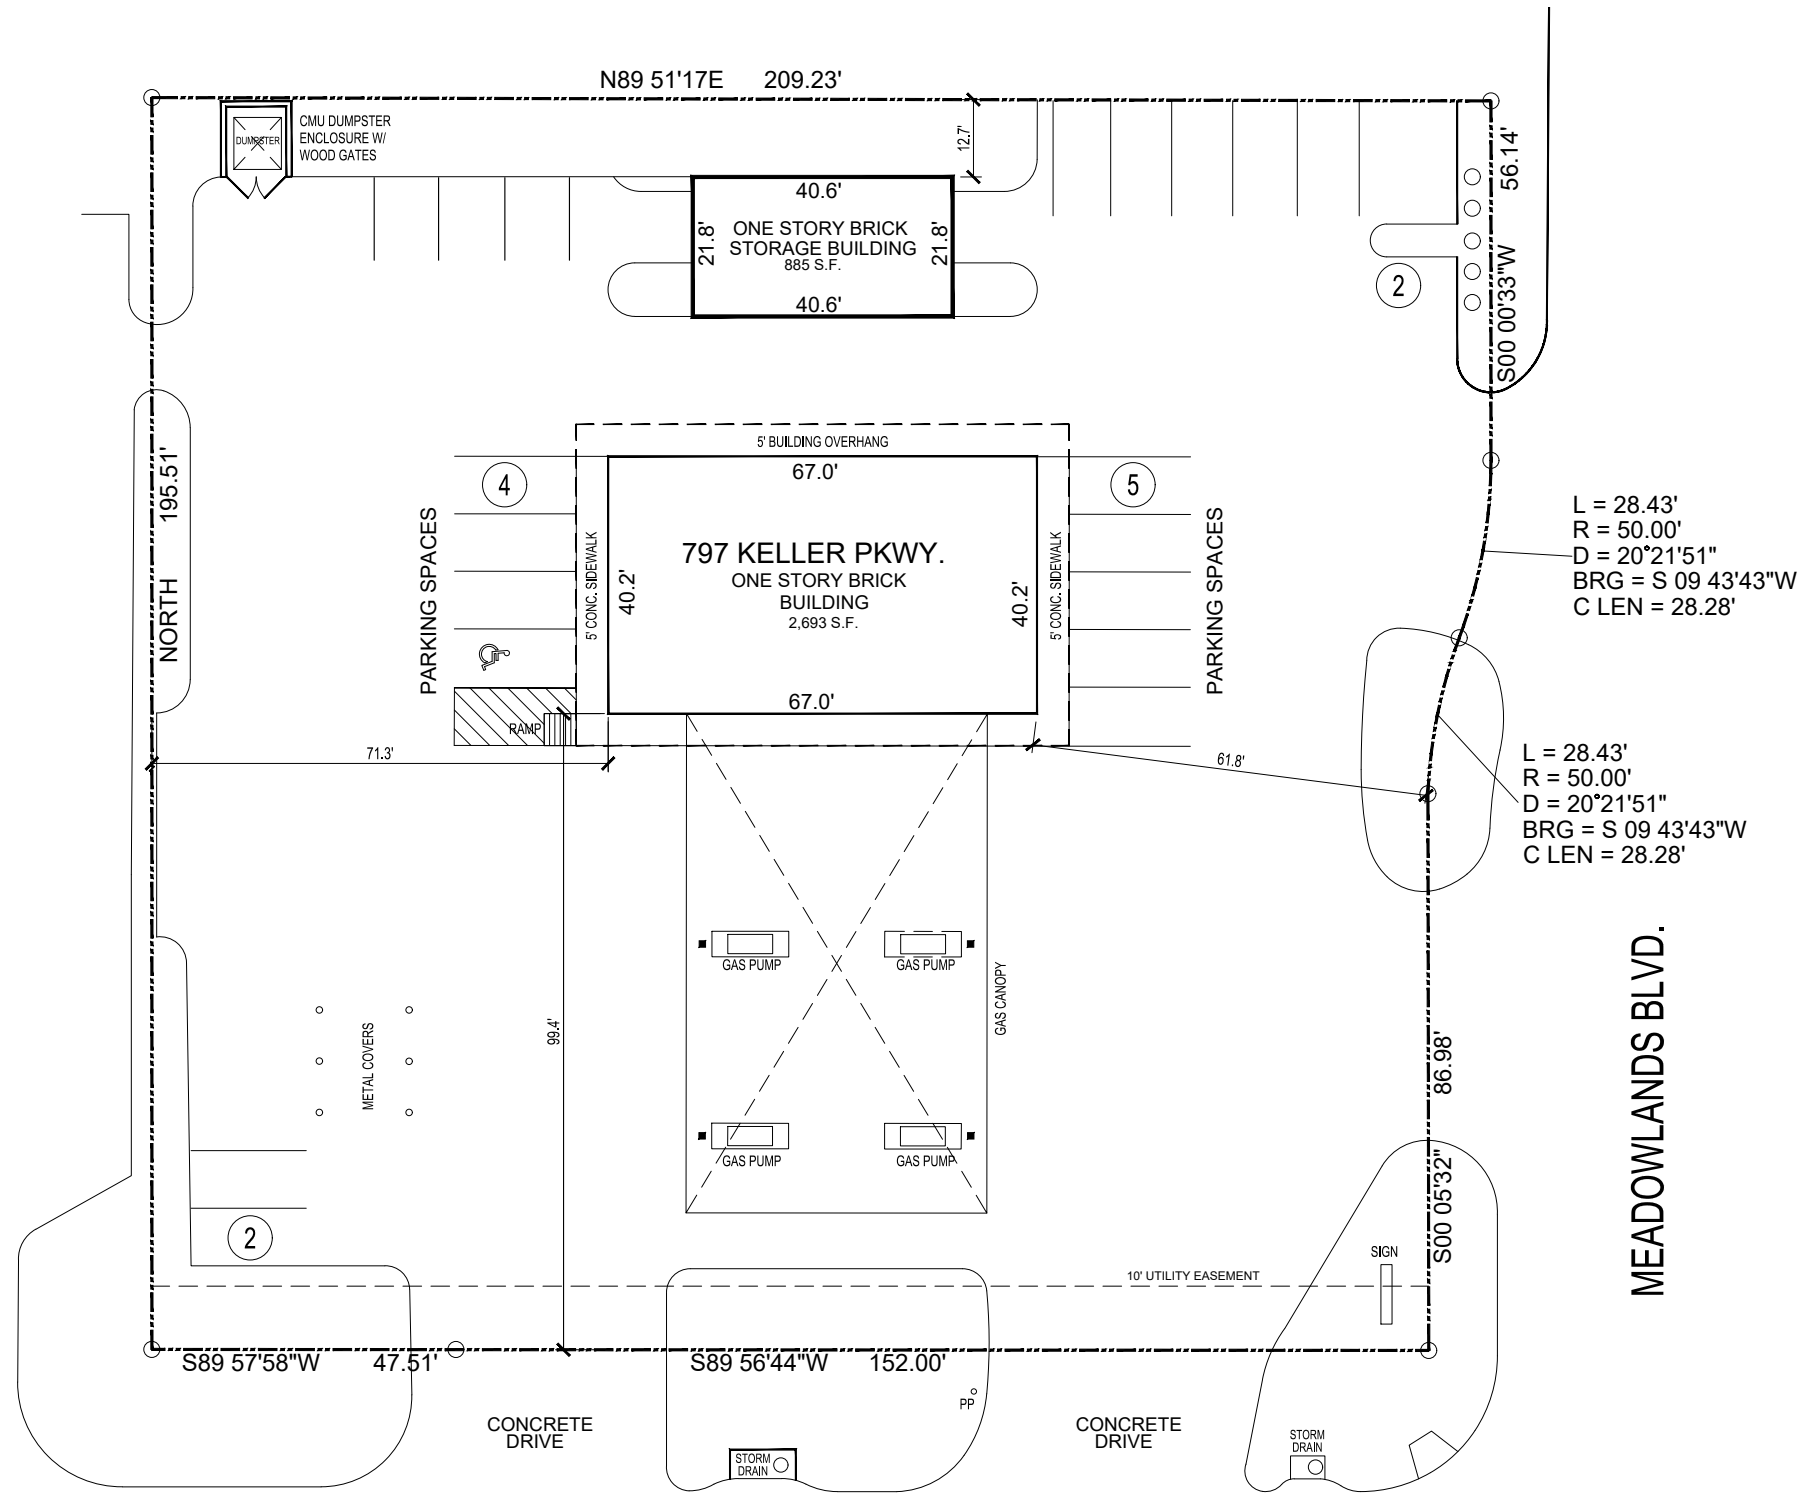 N89 51'17E 209.23'
CMU DUMPSTER
ENCLOSURE W/
WOOD GATES
DUMPSTER
12.7'
56.14'
S00 00'33"W
40.6'
21.8'
ONE STORY BRICK
STORAGE BUILDING
885 S.F.
21.8'
40.6'
2
NORTH 195.51'
5' BUILDING OVERHANG
67.0'
4
5
PARKING SPACES
5' CONC. SIDEWALK
40.2'
797 KELLER PKWY.
ONE STORY BRICK
BUILDING
2,693 S.F.
40.2'
5' CONC. SIDEWALK
PARKING SPACES
67.0'
RAMP
L = 28.43'
R = 50.00'
D = 20°21'51"
BRG = S 09 43'43"W
C LEN = 28.28'
71.3'
61.8'
L = 28.43'
R = 50.00'
D = 20°21'51"
BRG = S 09 43'43"W
C LEN = 28.28'
GAS PUMP
GAS PUMP
GAS CANOPY
99.4'
METAL COVERS
GAS PUMP
GAS PUMP
86.98'
S00 05'32"
MEADOWLANDS BLVD.
2
SIGN
10' UTILITY EASEMENT
S89 57'58"W 47.51'
S89 56'44"W 152.00'
PP
CONCRETE
DRIVE
CONCRETE
DRIVE
STORM
DRAIN
STORM
DRAIN